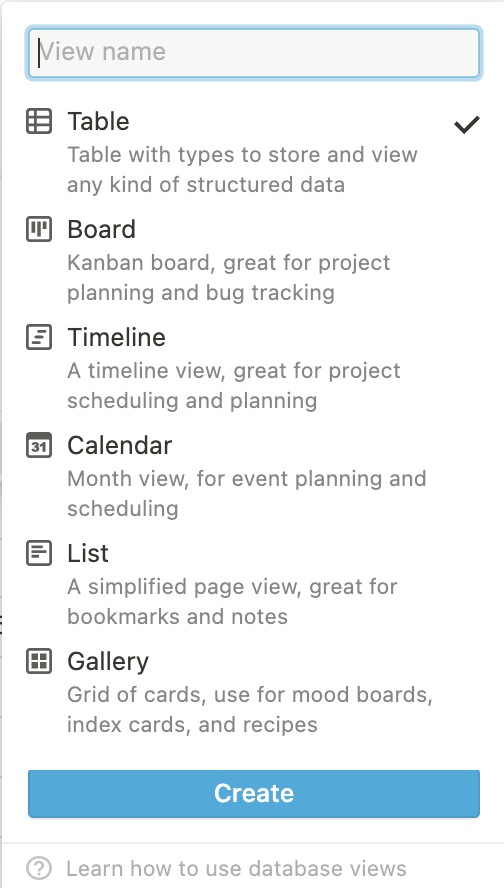 View name
Table
Table with types to store and view
any kind of structured data
Board
Kanban board, great for project
planning and bug tracking
Timeline
A timeline view, great for project
scheduling and planning
31
Calendar
Month view, for event planning and
scheduling
List
A simplified page view, great for
bookmarks and notes
Gallery
Grid of cards, use for mood boards,
index cards, and recipes
Create
? Learn how to use database views